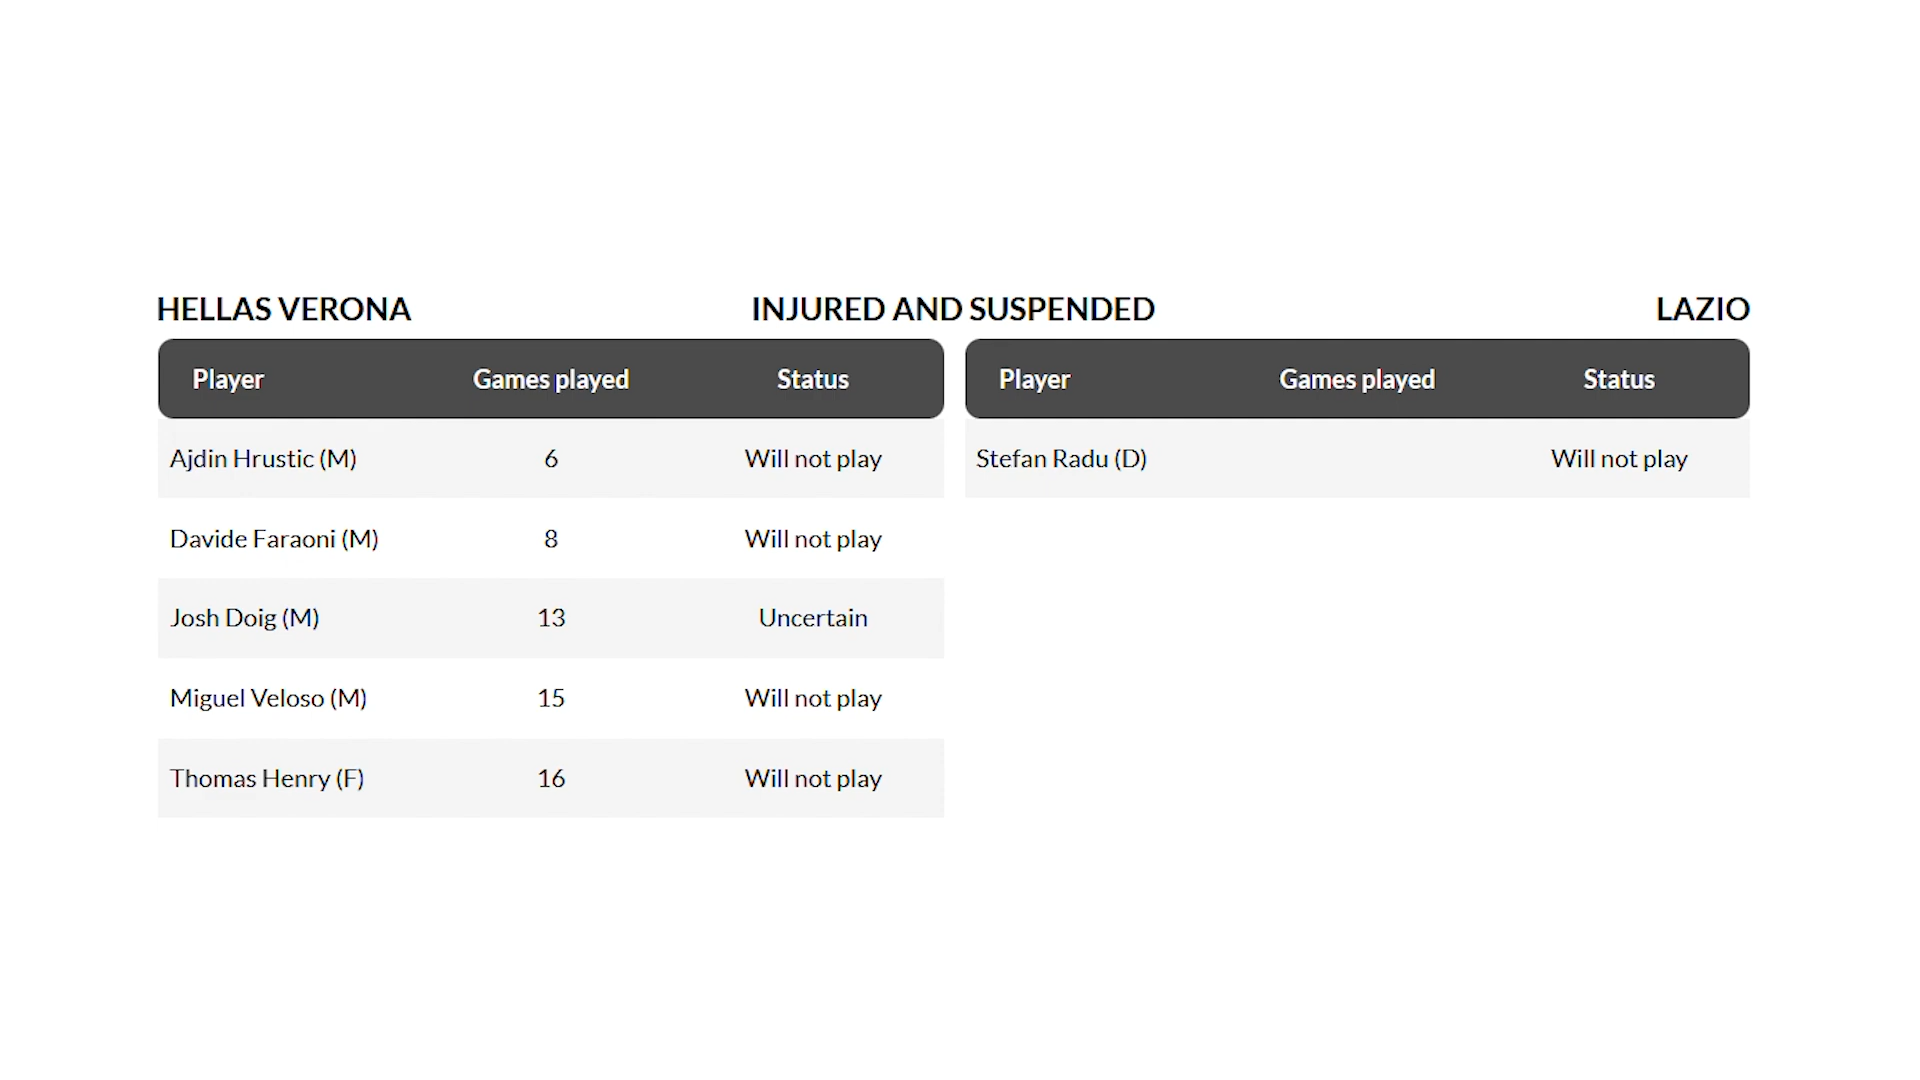 HELLAS VERONA INJURED AND SUSPENDED LAZIO
Player Games played Status Player Games played Status
Ajdin Hrustic (M) 6 Will not play Stefan Radu (D) Will not play
Davide Faraoni (M) 8 Will not play
Josh Doig (M) 13 Uncertain
Miguel Veloso (M) 15 Will not play
Thomas Henry (F) 16 Will not play